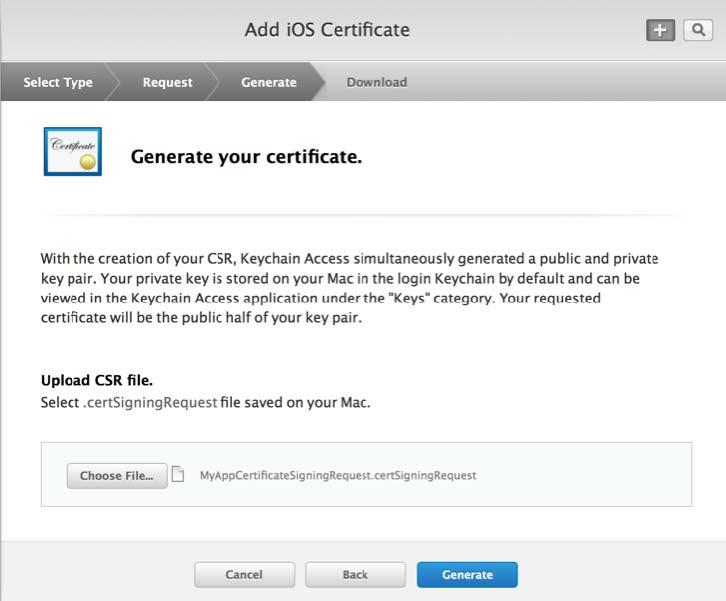 Add iOS Certificate
Select Type
Request
Generate
Download
Certificate
Generate your certificate.
With the creation of your CSR, Keychain Access simultaneously generated a public and private
key pair. Your private key is stored on your Mac in the login Keychain by default and can be
viewed in the Keychain Access application under the "Keys" category. Your requested
certificate will be the public half of your key pair.
Upload CSR file.
Select .certSigningRequest file saved on your Mac.
Choose File...
MyAppCertificateSigningRequest.certSigningRequest
Cancel
Back
Generate